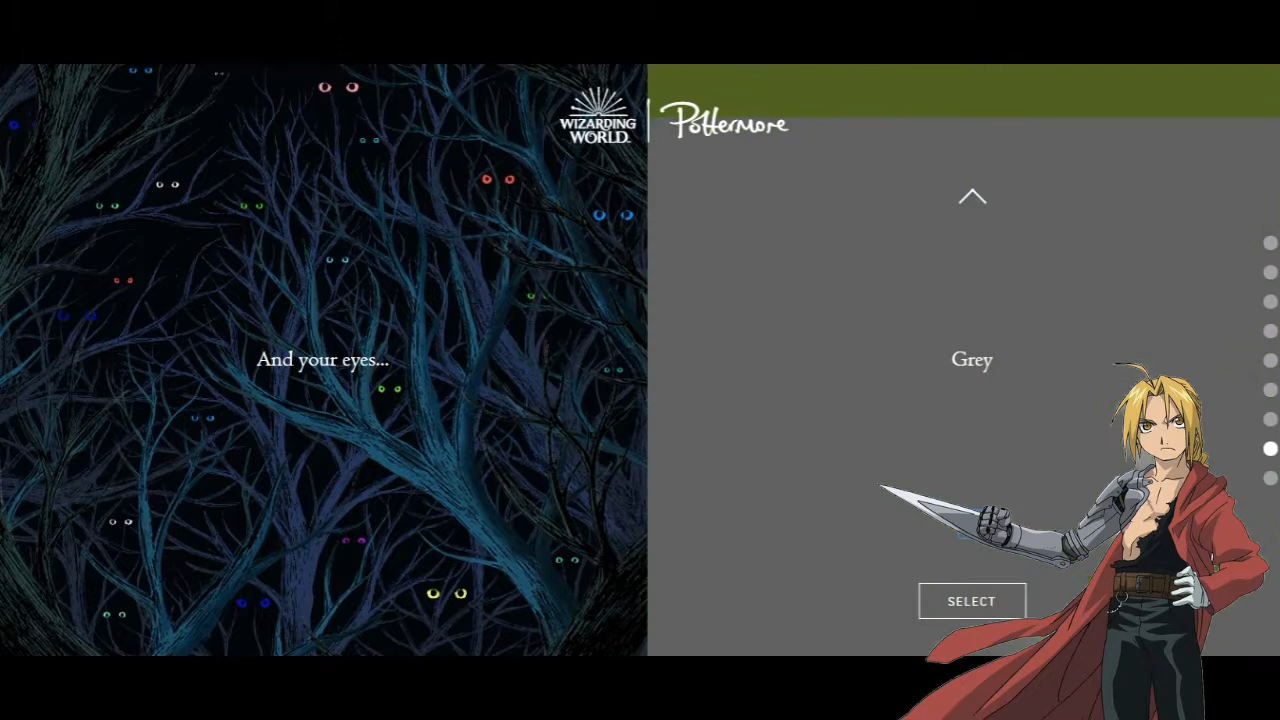 WIZARDING
WORLD
Pottermore
And your eyes...
Grey
SELECT